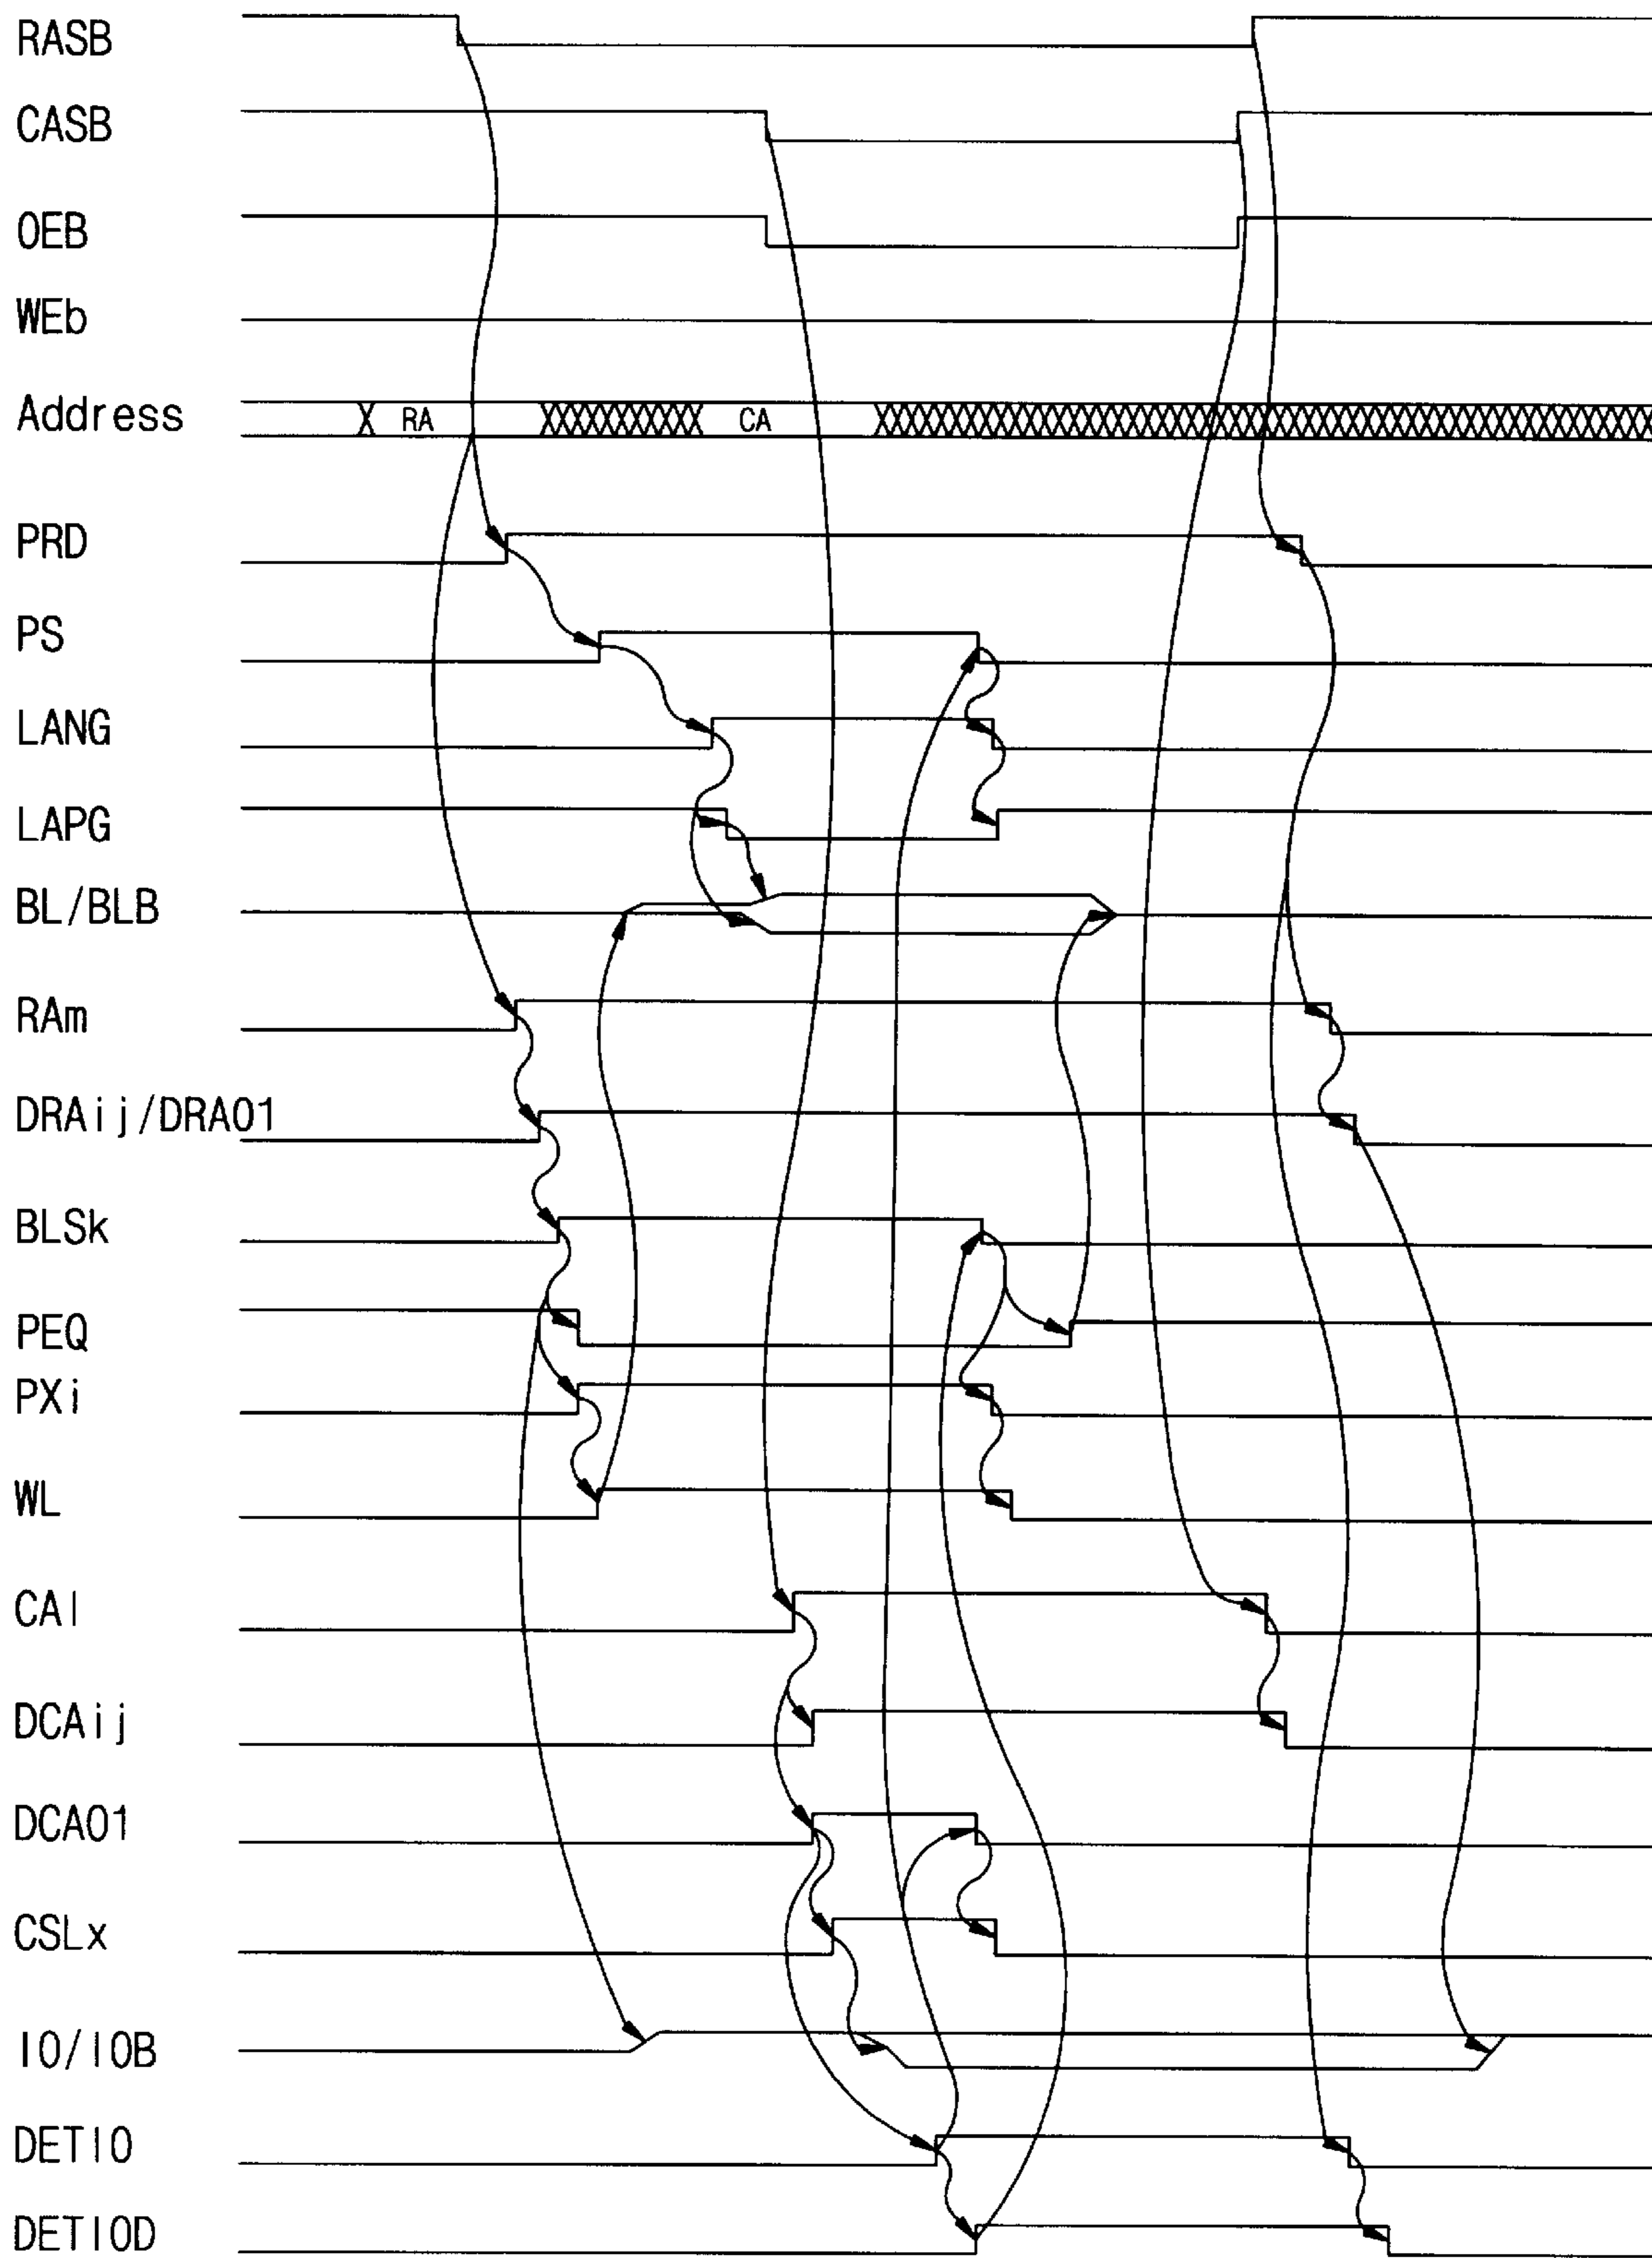 RASB
CASB
OEB
WEb
Address
RA
CA
PRD
PS
LANG
LAPG
BL/BLB
RAm
DRAij/DRA01
BLSk
PEQ
PXi
WL
CAl
DCAij
DCA01
CSLx
IO/IOB
DETIO
DETIOD